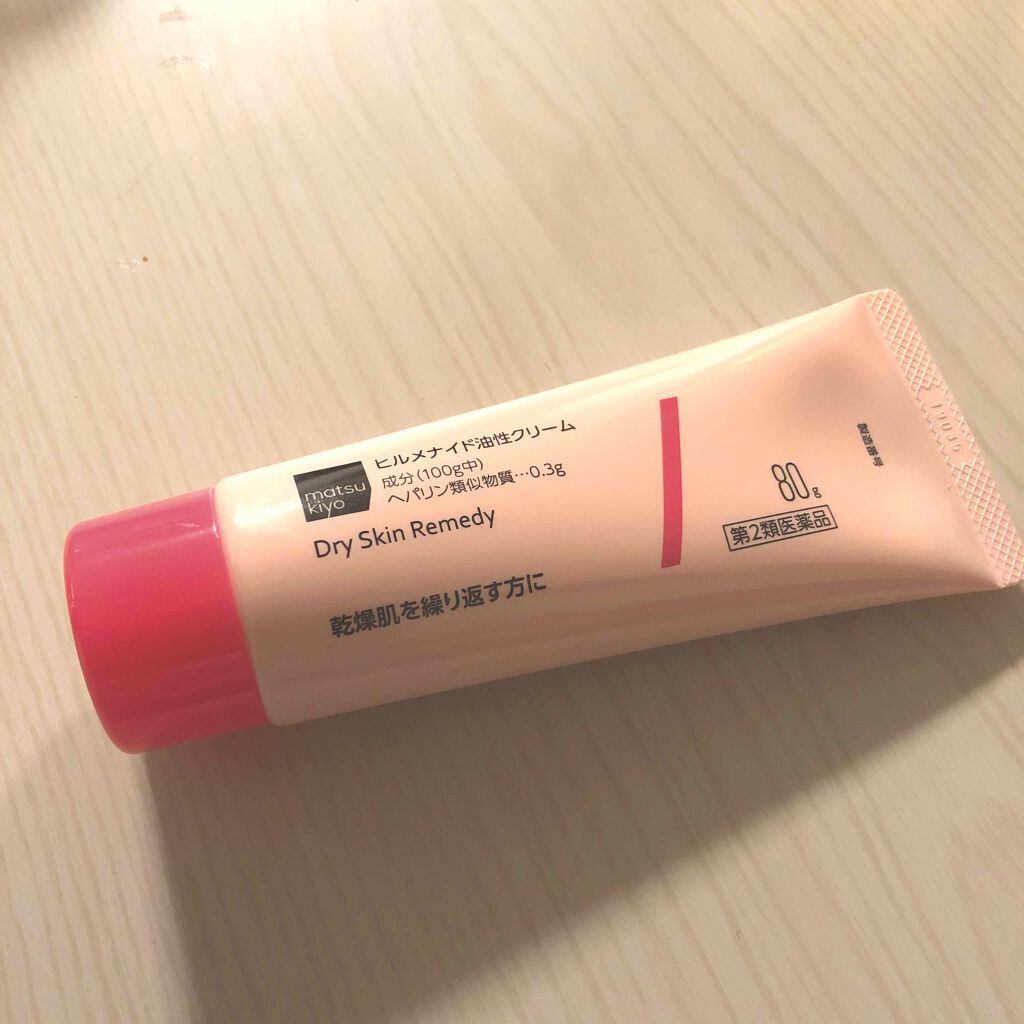 matsu
kiyo
ヒルメナイド油性クリーム
成分(100g中)
ヘパリン類似物質…0.3g
Dry Skin Remedy
乾燥肌を繰り返す方に
80g
第2類医薬品
製造番号